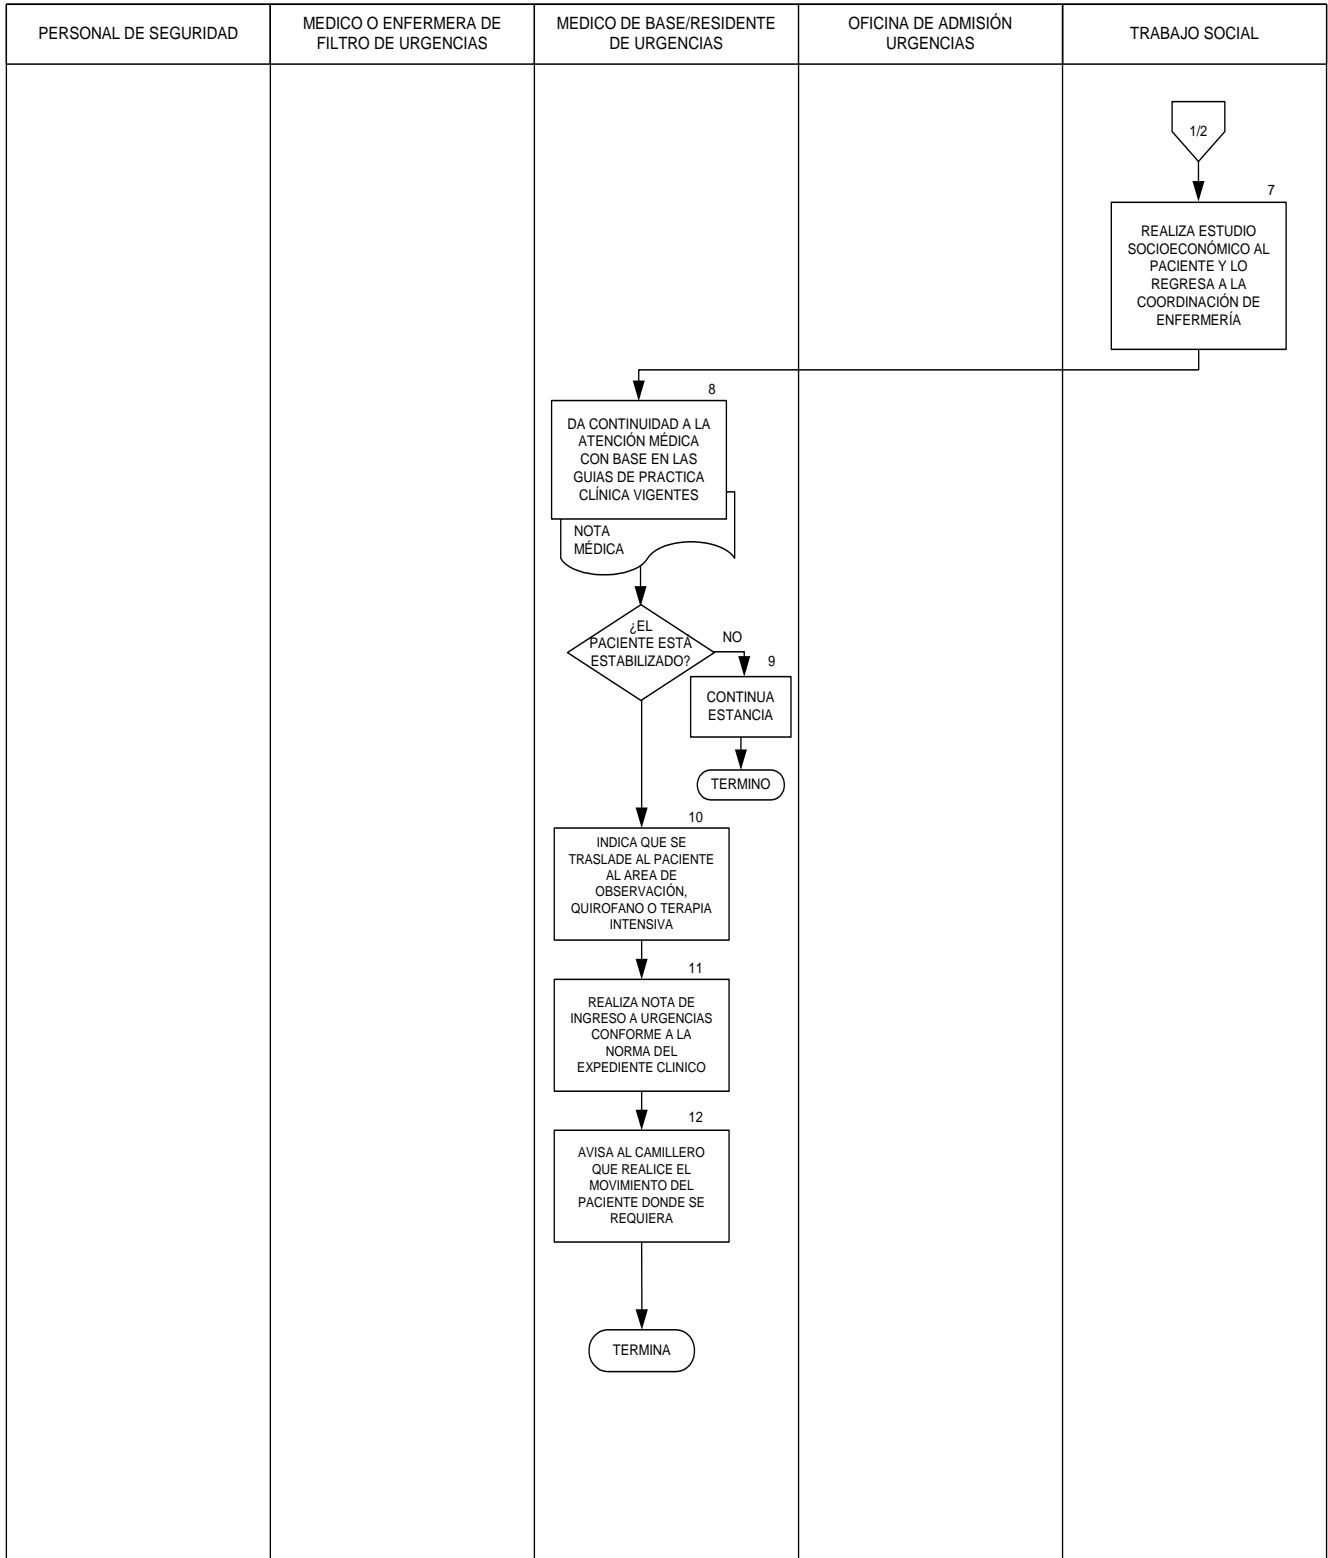 PERSONAL DE SEGURIDAD
MEDICO O ENFERMERA DE
FILTRO DE URGENCIAS
MEDICO DE BASE/RESIDENTE
DE URGENCIAS
OFICINA DE ADMISIÓN
URGENCIAS
TRABAJO SOCIAL
1/2
7
REALIZA ESTUDIO
SOCIOECONÓMICO AL
PACIENTE Y LO
REGRESA A LA
COORDINACIÓN DE
ENFERMERÍA
8
DA CONTINUIDAD A LA
ATENCIÓN MÉDICA
CON BASE EN LAS
GUIAS DE PRACTICA
CLÍNICA VIGENTES
NOTA
MÉDICA
¿EL
PACIENTE ESTÁ
ESTABILIZADO?
NO
9
CONTINUA
ESTANCIA
TERMINO
10
INDICA QUE SE
TRASLADE AL PACIENTE
AL AREA DE
OBSERVACIÓN,
QUIROFANO O TERAPIA
INTENSIVA
11
REALIZA NOTA DE
INGRESO A URGENCIAS
CONFORME A LA
NORMA DEL
EXPEDIENTE CLINICO
12
AVISA AL CAMILLERO
QUE REALICE EL
MOVIMIENTO DEL
PACIENTE DONDE SE
REQUIERA
TERMINA